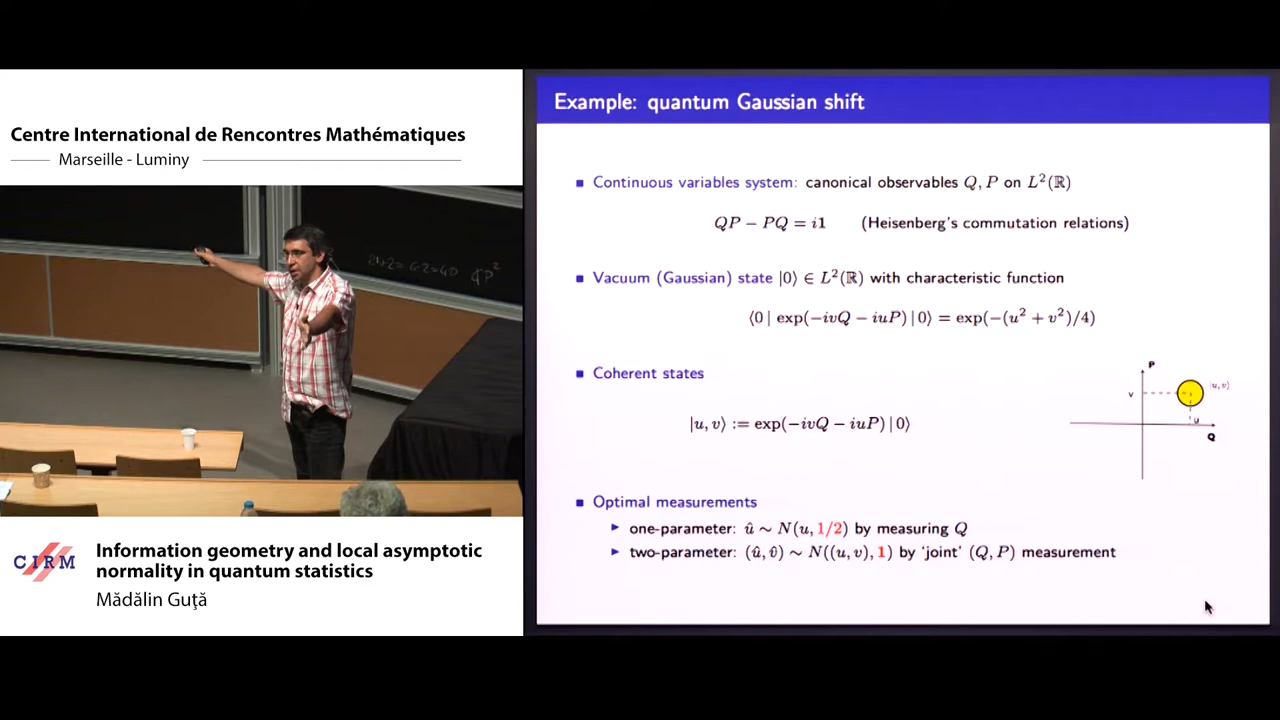 Centre International de Rencontres Mathématiques
Marseille - Luminy
CIRM
Information geometry and local asymptotic
normality in quantum statistics
Mădălin Guţă
Example: quantum Gaussian shift
Continuous variables system: canonical observables Q, P on L²(ℝ)
QP − PQ = i1 (Heisenberg's commutation relations)
Vacuum (Gaussian) state |0⟩ ∈ L²(ℝ) with characteristic function
⟨0 | exp(−ivQ − iuP) | 0⟩ = exp(−(u² + v²)/4)
Coherent states
|u, v⟩ := exp(−ivQ − iuP) | 0⟩
P
v
|u, v⟩
u
Q
Optimal measurements
one-parameter: û ∼ N(u, 1/2) by measuring Q
two-parameter: (û, v̂) ∼ N((u, v), 1) by 'joint' (Q, P) measurement